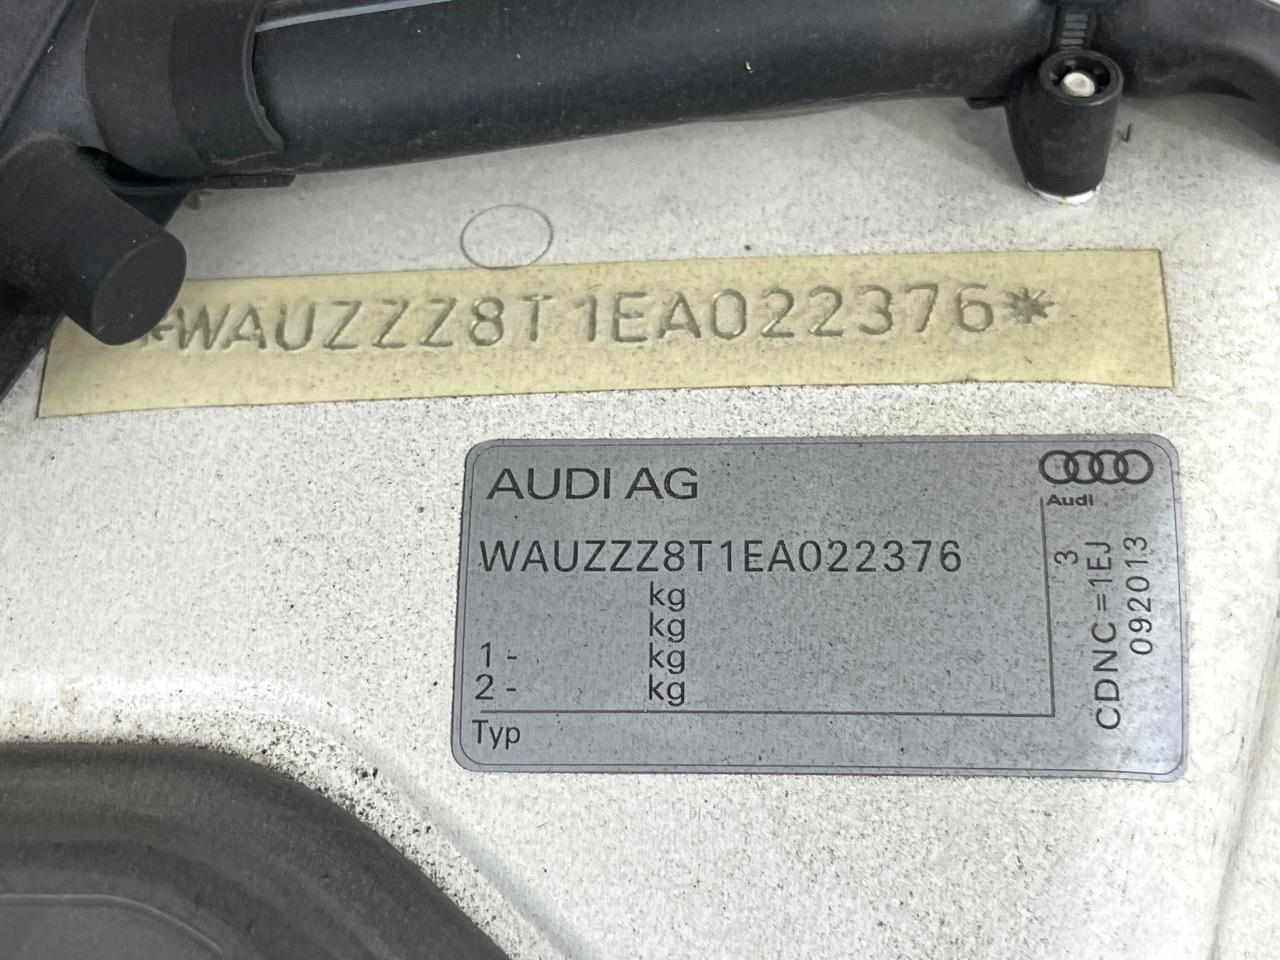 *WAUZZZ8T1EA022376*
AUDI AG
Audi
WAUZZZ8T1EA022376
kg
kg
1 - kg
2 - kg
Typ
3
CDNC=1EJ
092013